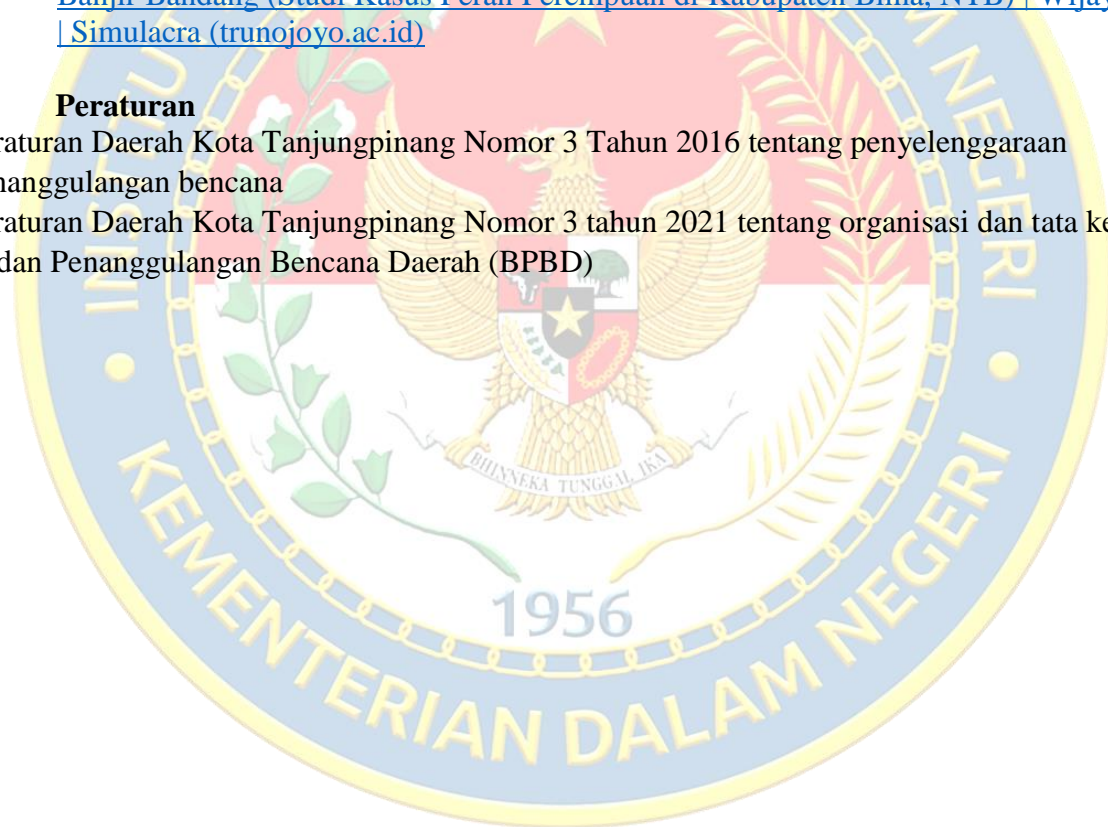 Banjir Bandang (Studi Kasus Peran Perempuan di Kabupaten Bima, NTB) | Wijay
| Simulacra (trunojoyo.ac.id)
Peraturan
raturan Daerah Kota Tanjungpinang Nomor 3 Tahun 2016 tentang penyelenggaraan
nanggulangan bencana
raturan Daerah Kota Tanjungpinang Nomor 3 tahun 2021 tentang organisasi dan tata ke
dan Penanggulangan Bencana Daerah (BPBD)
INSTITU
M NEGERI
BHINNEKA TUNGGAL IKA
1956
KEMENTERIAN DALAM NEGERI